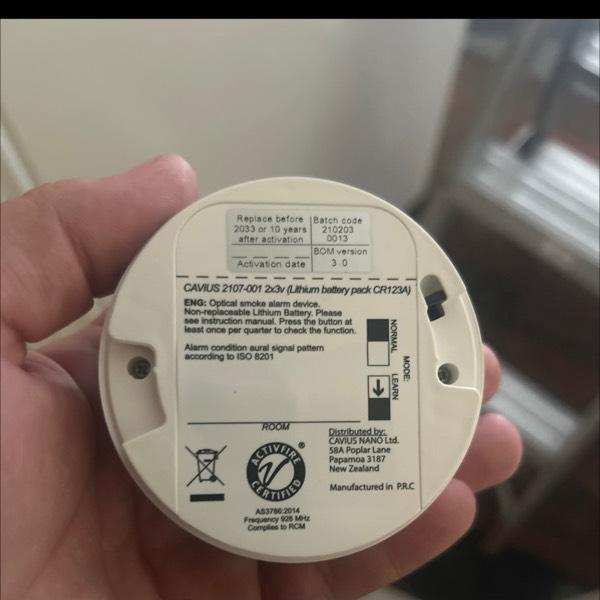 Replace before
2033 or 10 years
after activation
Activation date
Batch code
210203
0013
BOM version
3 0
CAVIUS 2107-001 2x3v (Lithium battery pack CR123A)
ENG: Optical smoke alarm device.
Non-replaceable Lithium Battery. Please
see instruction manual. Press the button at
least once per quarter to check the function.
Alarm condition aural signal pattern
according to ISO 8201
NORMAL
MODE:
LEARN
ROOM
ACTIVFIRE
®
CERTIFIED
AS3786:2014
Frequency 926 MHz
Complies to RCM
Distributed by:
CAVIUS NANO Ltd.
58A Poplar Lane
Papamoa 3187
New Zealand
Manufactured in P.R.C